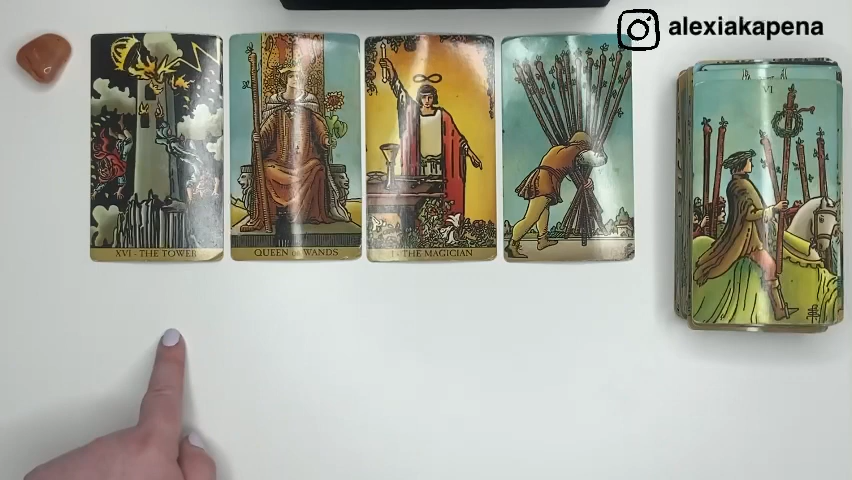 alexiakapena
XVI - THE TOWER
QUEEN OF WANDS
I - THE MAGICIAN
VI